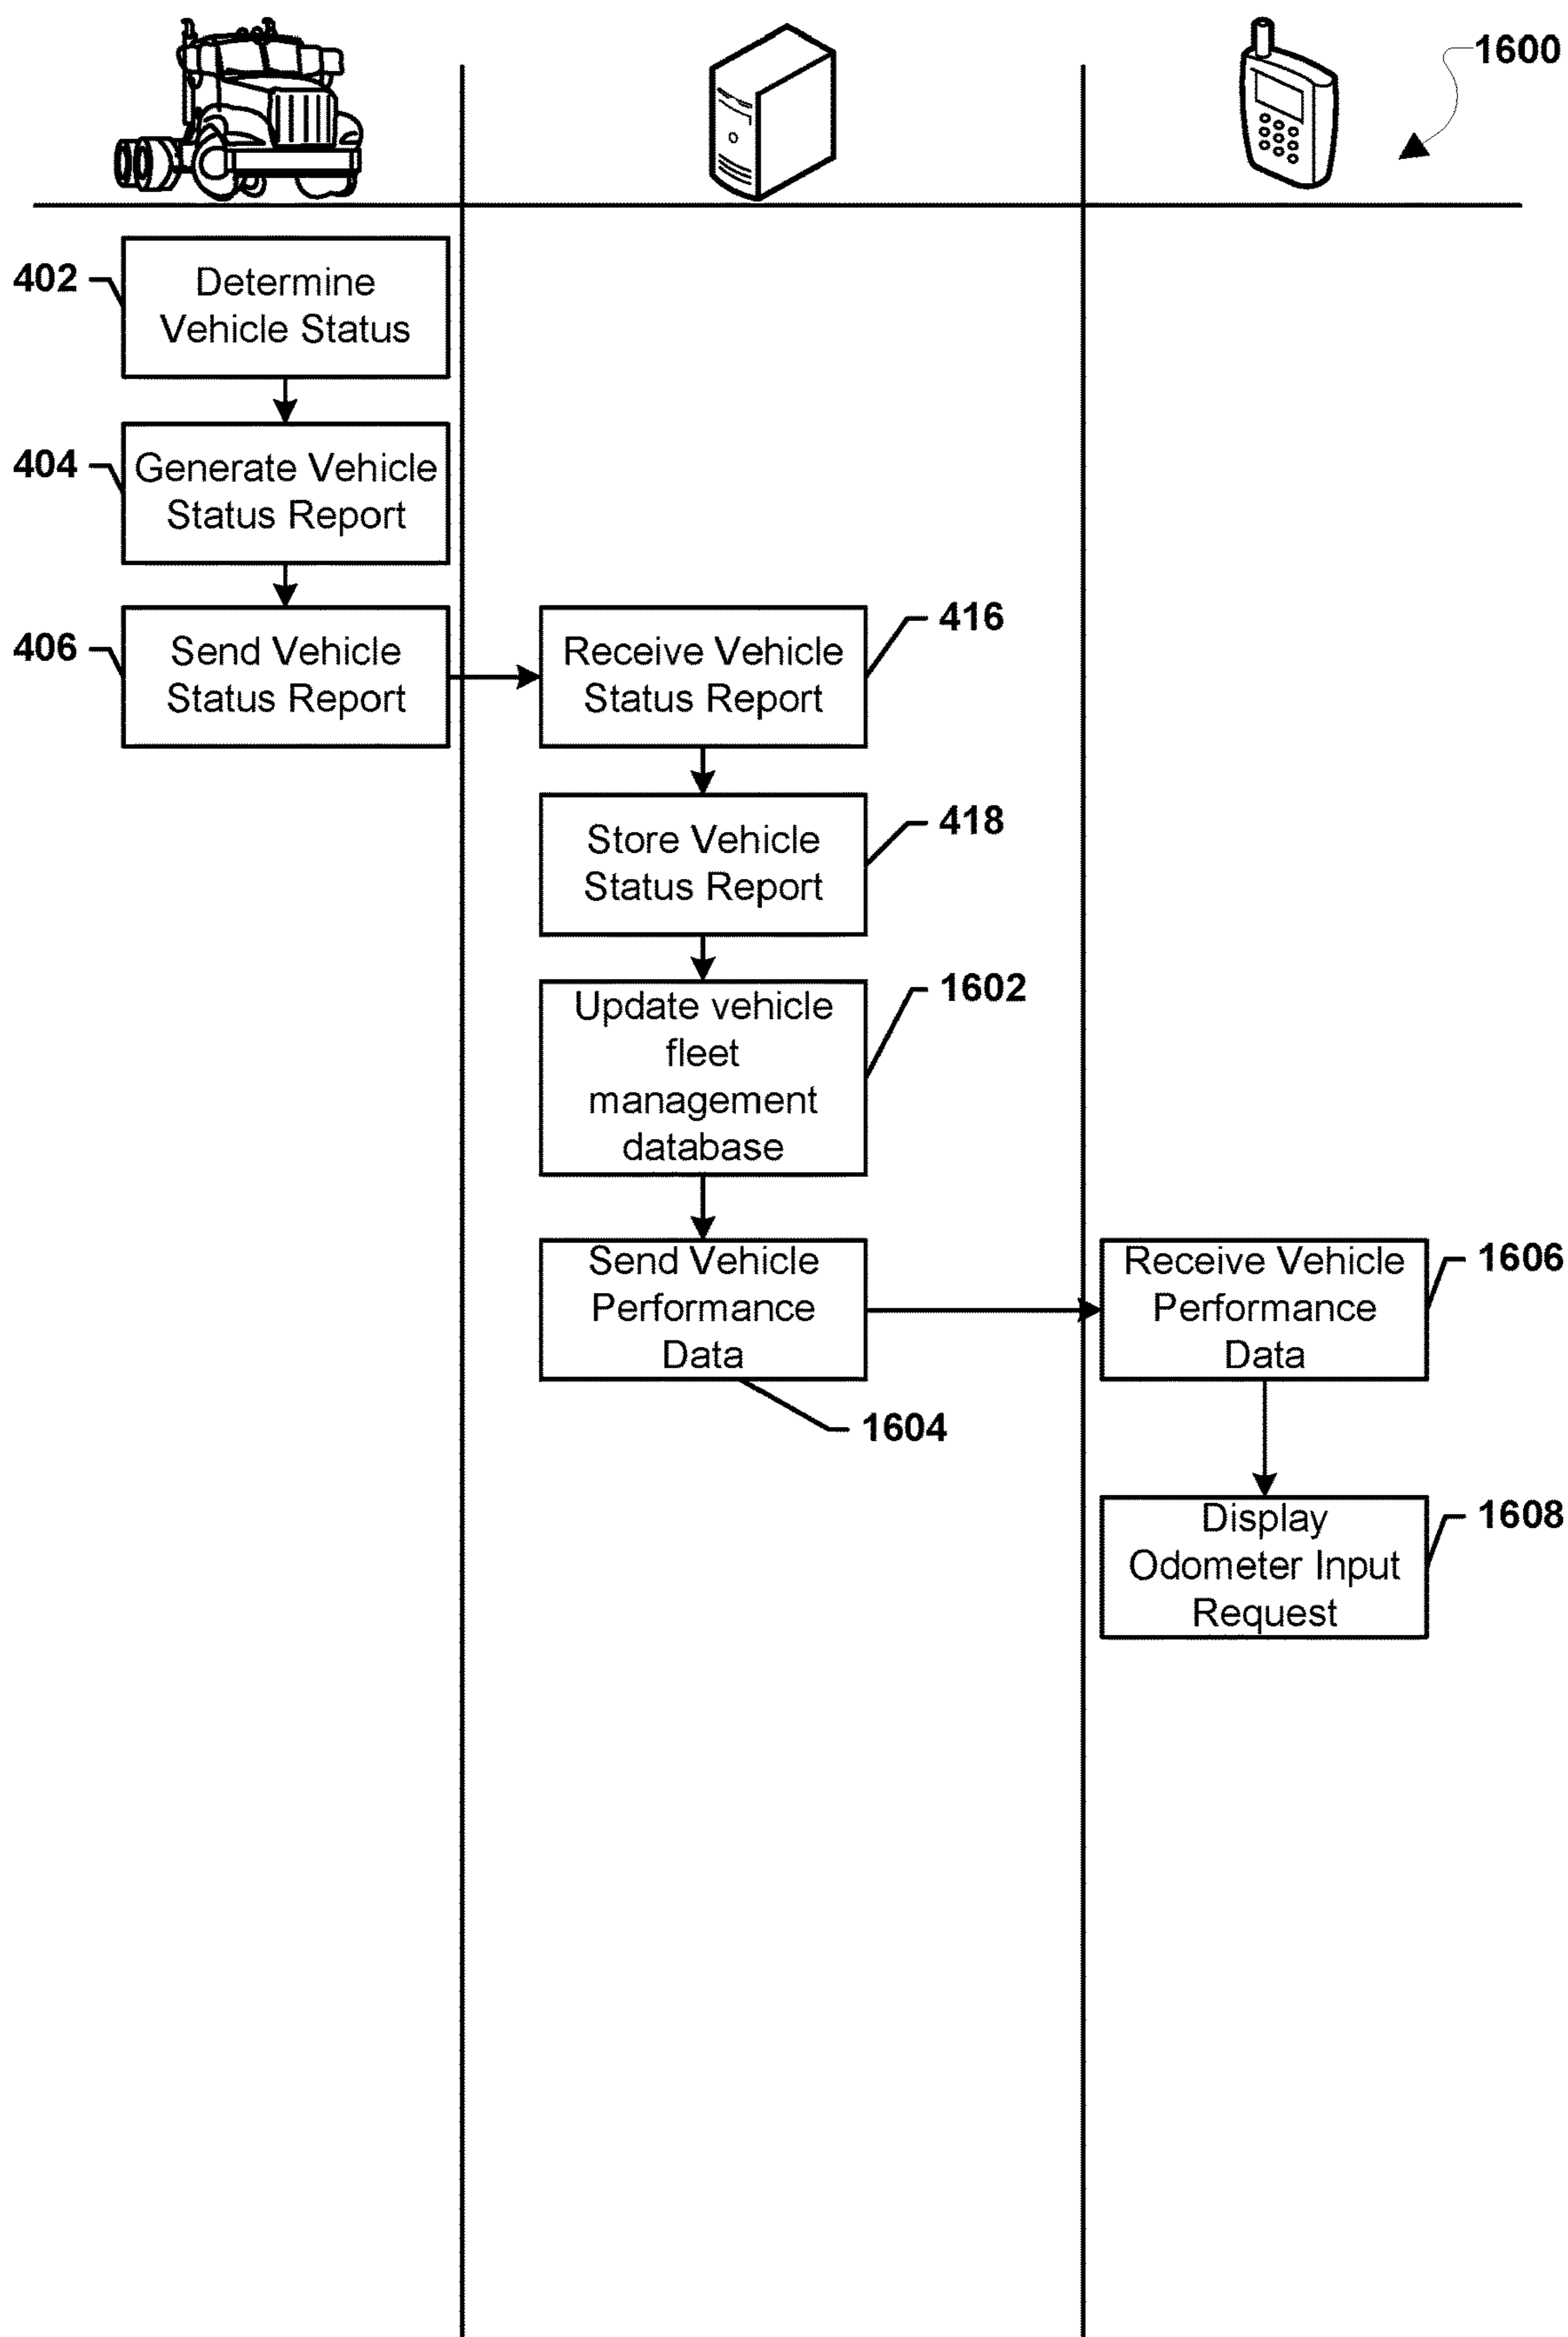 1600
402
Determine
Vehicle Status
404
Generate Vehicle
Status Report
406
Send Vehicle
Status Report
416
Receive Vehicle
Status Report
418
Store Vehicle
Status Report
1602
Update vehicle
fleet
management
database
Send Vehicle
Performance
Data
1604
1606
Receive Vehicle
Performance
Data
1608
Display
Odometer Input
Request